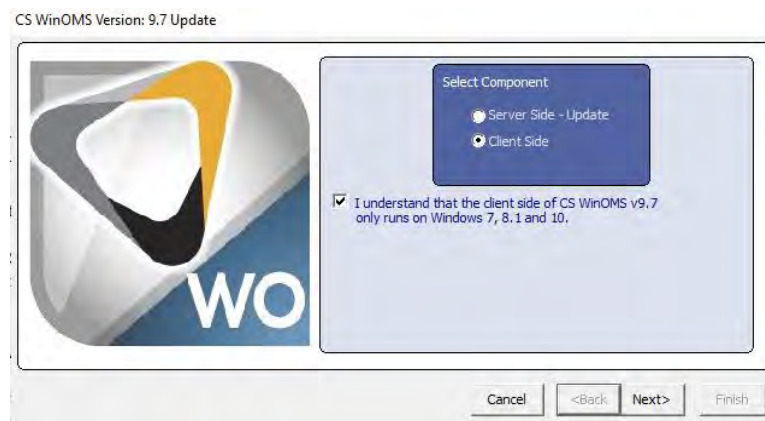 CS WinOMS Version: 9.7 Update
Select Component
Server Side - Update
Client Side
I understand that the client side of CS WinOMS v9.7
only runs on Windows 7, 8.1 and 10.
WO
Cancel
<Back
Next>
Finish